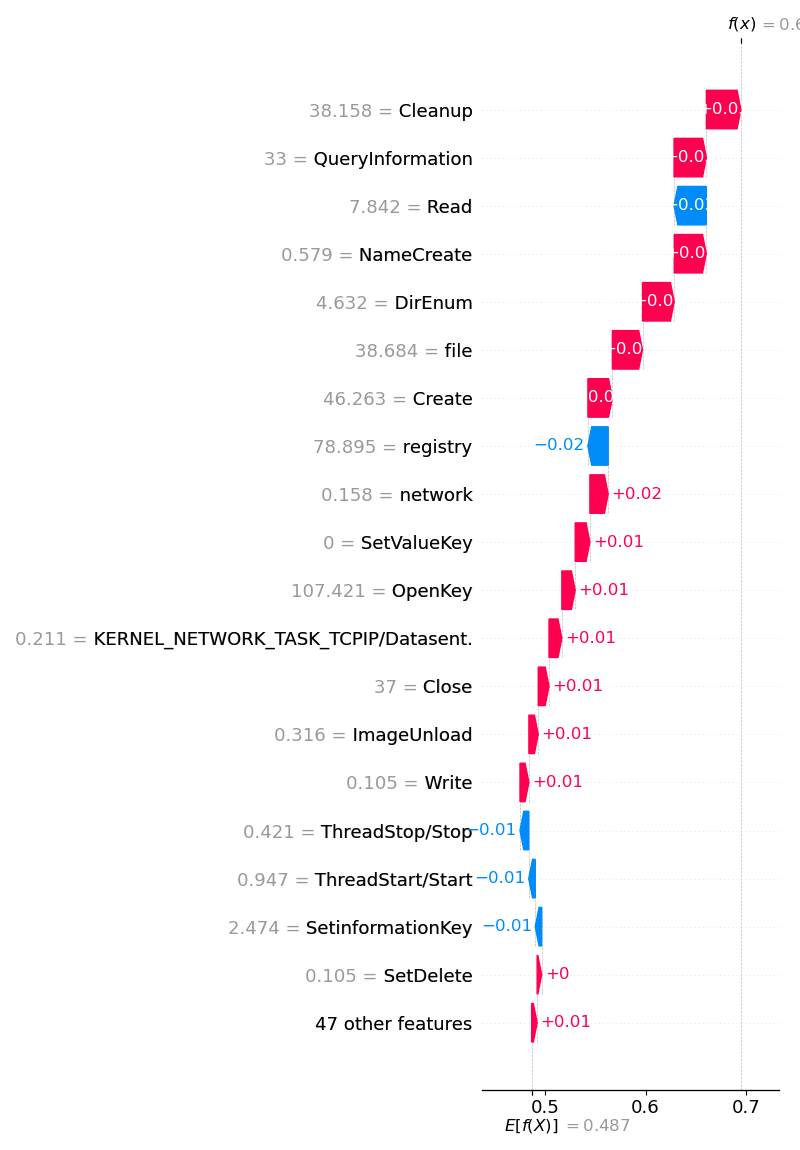 f(x) = 0.6
38.158 = Cleanup
33 = QueryInformation
7.842 = Read
0.579 = NameCreate
4.632 = DirEnum
38.684 = file
46.263 = Create
78.895 = registry −0.02
0.158 = network +0.02
0 = SetValueKey +0.01
107.421 = OpenKey +0.01
0.211 = KERNEL_NETWORK_TASK_TCPIP/Datasent. +0.01
37 = Close +0.01
0.316 = ImageUnload +0.01
0.105 = Write +0.01
0.421 = ThreadStop/Stop −0.01
0.947 = ThreadStart/Start −0.01
2.474 = SetinformationKey −0.01
0.105 = SetDelete +0
47 other features +0.01
0.5 0.6 0.7
E[f(X)] = 0.487